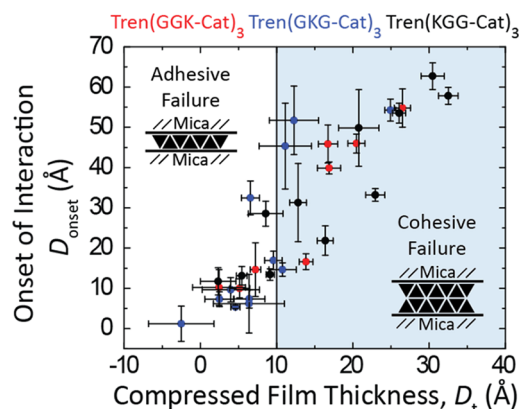 Tren(GGK-Cat)₃ Tren(GKG-Cat)₃ Tren(KGG-Cat)₃
70
60
50
40
30
20
10
0
Onset of Interaction
D_onset (Å)
Adhesive
Failure
Mica
Mica
Cohesive
Failure
Mica
Mica
-10 0 10 20 30 40
Compressed Film Thickness, D_t (Å)